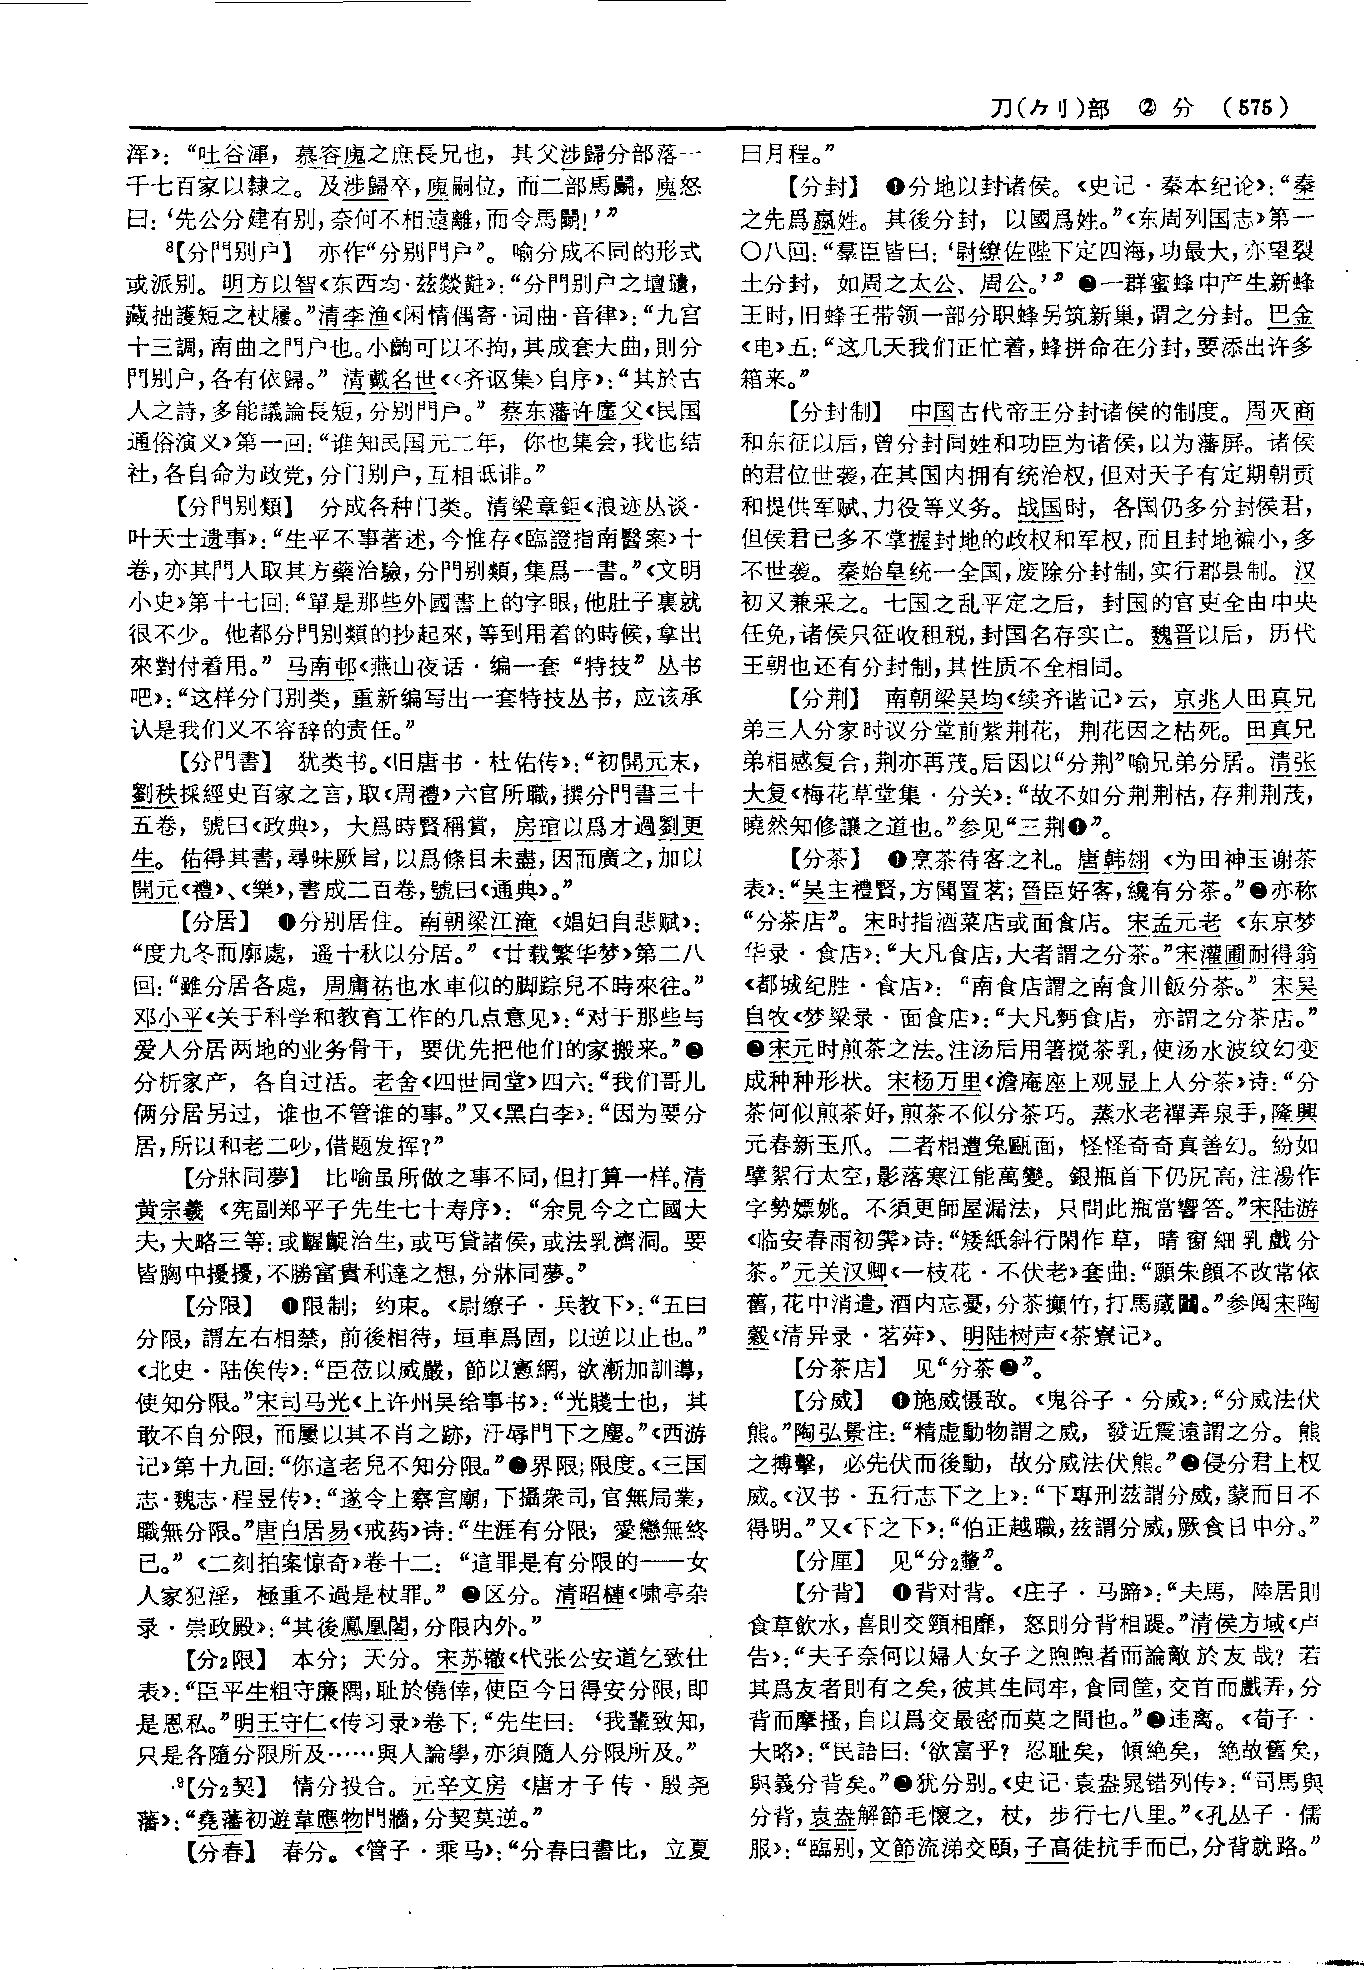 刀(⺈刂)部　②　分　(575)
浑》：“吐谷渾，慕容廆之庶長兄也，其父涉歸分部落一
千七百家以隸之。及涉歸卒，廆嗣位，而二部馬鬭，廆怒
曰：‘先公分建有别，奈何不相遠離，而令馬鬭！’”
⁸【分門别户】　亦作“分别門户”。喻分成不同的形式
或派别。明方以智《东西均·兹燚黈》：“分門别户之壇𡑞，
藏拙護短之杖屨。”清李渔《闲情偶寄·词曲·音律》：“九宫
十三調，南曲之門户也。小齣可以不拘，其成套大曲，則分
門别户，各有依歸。”清戴名世《〈齐讴集〉自序》：“其於古
人之詩，多能議論長短，分别門户。”蔡东藩许廑父《民国
通俗演义》第一回：“谁知民国元二年，你也集会，我也结
社，各自命为政党，分门别户，互相诋诽。”
【分門别類】　分成各种门类。清梁章鉅《浪迹丛谈·
叶天士遗事》：“生平不事著述，今惟存《臨證指南醫案》十
卷，亦其門人取其方藥治驗，分門别類，集爲一書。”《文明
小史》第十七回：“單是那些外國書上的字眼，他肚子裏就
很不少。他都分門别類的抄起來，等到用着的時候，拿出
來對付着用。”马南邨《燕山夜话·编一套“特技”丛书
吧》：“这样分门别类，重新编写出一套特技丛书，应该承
认是我们义不容辞的责任。”
【分門書】　犹类书。《旧唐书·杜佑传》：“初開元末，
劉秩採經史百家之言，取《周禮》六官所職，撰分門書三十
五卷，號曰《政典》，大爲時賢稱賞，房琯以爲才過劉更
生。佑得其書，尋味厥旨，以爲條目未盡，因而廣之，加以
開元《禮》、《樂》，書成二百卷，號曰《通典》。”
【分居】　❶分别居住。南朝梁江淹《娼妇自悲赋》：
“度九冬而廓處，遥十秋以分居。”《廿载繁华梦》第二八
回：“雖分居各處，周庸祐也水車似的脚踪兒不時來往。”
邓小平《关于科学和教育工作的几点意见》：“对于那些与
爱人分居两地的业务骨干，要优先把他们的家搬来。”❷
分析家产，各自过活。老舍《四世同堂》四六：“我们哥儿
俩分居另过，谁也不管谁的事。”又《黑白李》：“因为要分
居，所以和老二吵，借题发挥？”
【分牀同夢】　比喻虽所做之事不同，但打算一样。清
黄宗羲《宪副郑平子先生七十寿序》：“余見今之亡國大
夫，大略三等：或龌龊治生，或丐貸諸侯，或法乳濟洞。要
皆胸中擾擾，不勝富貴利達之想，分牀同夢。”
【分限】　❶限制；约束。《尉缭子·兵教下》：“五曰
分限，謂左右相禁，前後相待，垣車爲固，以逆以止也。”
《北史·陆俟传》：“臣莅以威嚴，節以憲網，欲漸加訓導，
使知分限。”宋司马光《上许州吴给事书》：“光賤士也，其
敢不自分限，而屢以其不肖之跡，汙辱門下之塵。”《西游
记》第十九回：“你這老兒不知分限。”❷界限；限度。《三国
志·魏志·程昱传》：“遂令上察宫廟，下攝衆司，官無局業，
職無分限。”唐白居易《戒药》诗：“生涯有分限，愛戀無終
已。”《二刻拍案惊奇》卷十二：“這罪是有分限的——女
人家犯淫，極重不過是杖罪。”❸区分。清昭槤《啸亭杂
录·崇政殿》：“其後鳳凰閣，分限内外。”
【分₂限】　本分；天分。宋苏辙《代张公安道乞致仕
表》：“臣平生粗守廉隅，耻於僥倖，使臣今日得安分限，即
是恩私。”明王守仁《传习录》卷下：“先生曰：‘我輩致知，
只是各隨分限所及……與人論學，亦須隨人分限所及。”
⁹【分₂契】　情分投合。元辛文房《唐才子传·殷尧
藩》：“堯藩初遊韋應物門牆，分契莫逆。”
【分春】　春分。《管子·乘马》：“分春曰書比，立夏
曰月程。”
【分封】　❶分地以封诸侯。《史记·秦本纪论》：“秦
之先爲嬴姓。其後分封，以國爲姓。”《东周列国志》第一
〇八回：“羣臣皆曰：‘尉繚佐陛下定四海，功最大，亦望裂
土分封，如周之太公、周公。’”❷一群蜜蜂中产生新蜂
王时，旧蜂王带领一部分职蜂另筑新巢，谓之分封。巴金
《电》五：“这几天我们正忙着，蜂拼命在分封，要添出许多
箱来。”
【分封制】　中国古代帝王分封诸侯的制度。周灭商
和东征以后，曾分封同姓和功臣为诸侯，以为藩屏。诸侯
的君位世袭，在其国内拥有统治权，但对天子有定期朝贡
和提供军赋、力役等义务。战国时，各国仍多分封侯君，
但侯君已多不掌握封地的政权和军权，而且封地褊小，多
不世袭。秦始皇统一全国，废除分封制，实行郡县制。汉
初又兼采之。七国之乱平定之后，封国的官吏全由中央
任免，诸侯只征收租税，封国名存实亡。魏晋以后，历代
王朝也还有分封制，其性质不全相同。
【分荆】　南朝梁吴均《续齐谐记》云，京兆人田真兄
弟三人分家时议分堂前紫荆花，荆花因之枯死。田真兄
弟相感复合，荆亦再茂。后因以“分荆”喻兄弟分居。清张
大复《梅花草堂集·分关》：“故不如分荆荆枯，存荆荆茂，
曉然知修讓之道也。”参见“三荆❶”。
【分茶】　❶烹茶待客之礼。唐韩翃《为田神玉谢茶
表》：“吴主禮賢，方聞置茗；晉臣好客，纔有分茶。”❷亦称
“分茶店”。宋时指酒菜店或面食店。宋孟元老《东京梦
华录·食店》：“大凡食店，大者謂之分茶。”宋灌圃耐得翁
《都城纪胜·食店》：“南食店謂之南食川飯分茶。”宋吴
自牧《梦粱录·面食店》：“大凡麪食店，亦謂之分茶店。”
❸宋元时煎茶之法。注汤后用箸搅茶乳，使汤水波纹幻变
成种种形状。宋杨万里《澹庵座上观显上人分茶》诗：“分
茶何似煎茶好，煎茶不似分茶巧。蒸水老禪弄泉手，隆興
元春新玉爪。二者相遭兔甌面，怪怪奇奇真善幻。紛如
擘絮行太空，影落寒江能萬變。銀瓶首下仍尻高，注湯作
字勢嫖姚。不須更師屋漏法，只問此瓶當響答。”宋陆游
《临安春雨初霁》诗：“矮紙斜行閑作草，晴窗細乳戲分
茶。”元关汉卿《一枝花·不伏老》套曲：“願朱顔不改常依
舊，花中消遣，酒内忘憂，分茶攧竹，打馬藏鬮。”参阅宋陶
穀《清异录·茗荈》、明陆树声《茶寮记》。
【分茶店】　见“分茶❷”。
【分威】　❶施威慑敌。《鬼谷子·分威》：“分威法伏
熊。”陶弘景注：“精虚動物謂之威，發近震遠謂之分。熊
之搏擊，必先伏而後動，故分威法伏熊。”❷侵分君上权
威。《汉书·五行志下之上》：“下專刑兹謂分威，蒙而日不
得明。”又《下之下》：“伯正越職，兹謂分威，厥食日中分。”
【分厘】　见“分₂釐”。
【分背】　❶背对背。《庄子·马蹄》：“夫馬，陸居則
食草飲水，喜則交頸相靡，怒則分背相踶。”清侯方域《卢
告》：“夫子奈何以婦人女子之煦煦者而論敵於友哉？若
其爲友者則有之矣，彼其生同牢，食同筐，交首而戲弄，分
背而摩搔，自以爲交最密而莫之間也。”❷违离。《荀子·
大略》：“民語曰：‘欲富乎？忍耻矣，傾絶矣，絶故舊矣，
與義分背矣。”❸犹分别。《史记·袁盎晁错列传》：“司馬與
分背，袁盎解節毛懷之，杖，步行七八里。”《孔丛子·儒
服》：“臨别，文節流涕交頤，子高徒抗手而已，分背就路。”